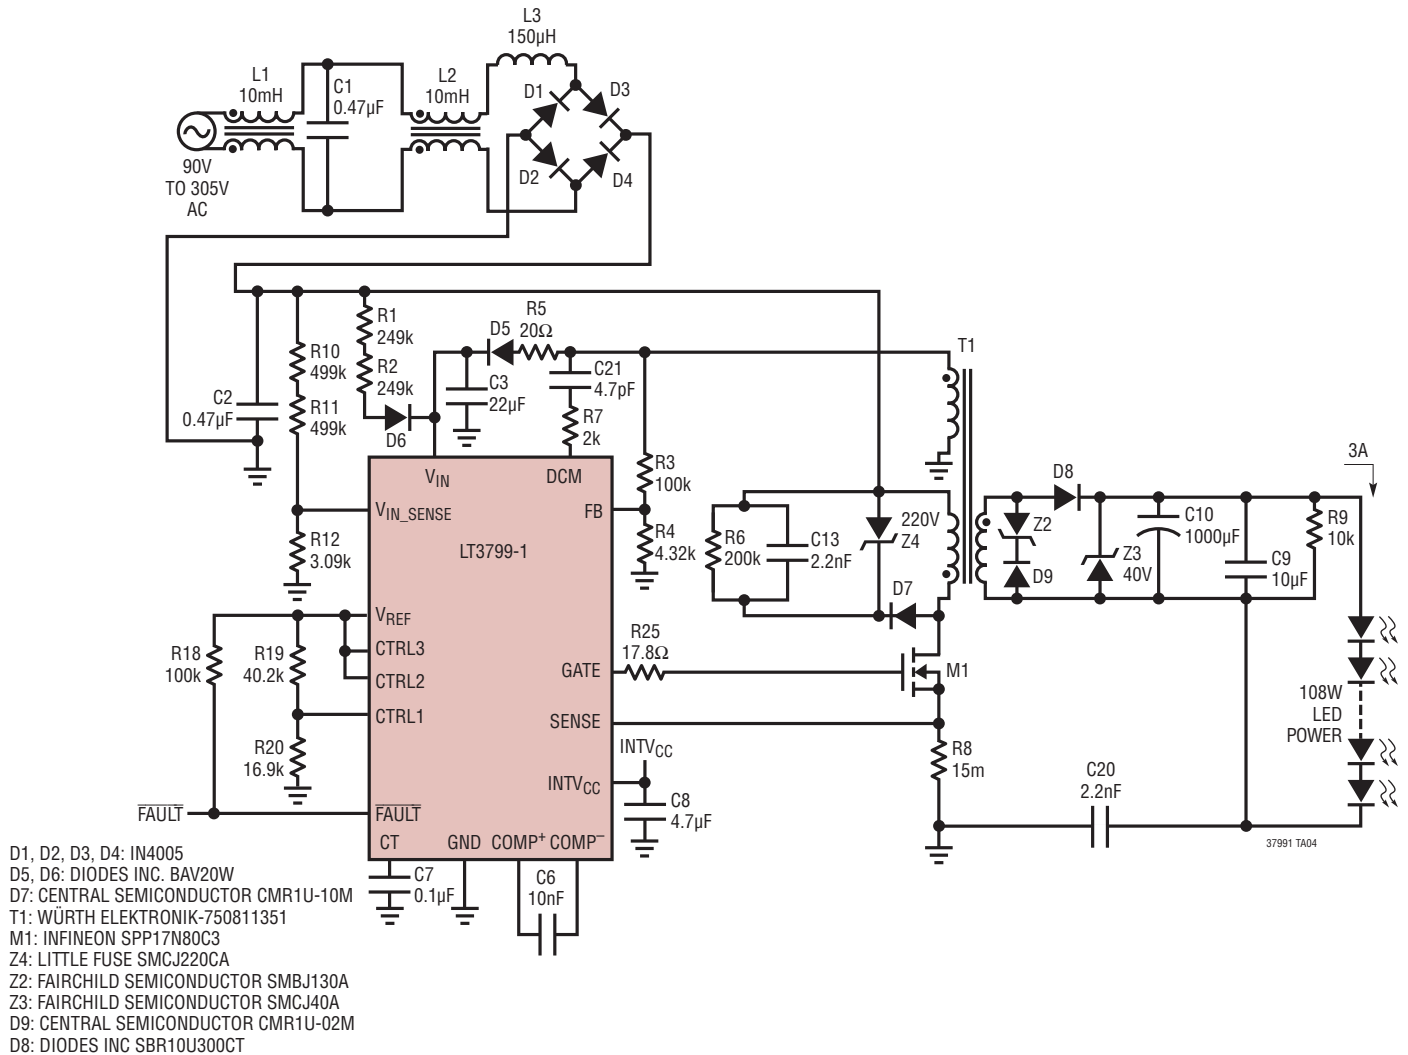 L3
150µH
L1
10mH
C1
0.47µF
L2
10mH
D1
D3
D2
D4
90V
TO 305V
AC
R1
249k
R2
249k
R10
499k
R11
499k
C2
0.47µF
D6
D5
R5
20Ω
C3
22µF
C21
4.7pF
R7
2k
T1
R3
100k
R4
4.32k
R12
3.09k
VIN
DCM
VIN_SENSE
FB
LT3799-1
VREF
CTRL3
CTRL2
CTRL1
GATE
SENSE
INTVCC
FAULT
CT
GND
COMP+
COMP–
R6
200k
C13
2.2nF
220V
Z4
D7
D8
Z2
D9
Z3
40V
C10
1000µF
C9
10µF
R9
10k
3A
R18
100k
R19
40.2k
R20
16.9k
FAULT
R25
17.8Ω
M1
INTVCC
C8
4.7µF
R8
15m
C20
2.2nF
108W
LED
POWER
37991 TA04
C7
0.1µF
C6
10nF
D1, D2, D3, D4: IN4005
D5, D6: DIODES INC. BAV20W
D7: CENTRAL SEMICONDUCTOR CMR1U-10M
T1: WÜRTH ELEKTRONIK-750811351
M1: INFINEON SPP17N80C3
Z4: LITTLE FUSE SMCJ220CA
Z2: FAIRCHILD SEMICONDUCTOR SMBJ130A
Z3: FAIRCHILD SEMICONDUCTOR SMCJ40A
D9: CENTRAL SEMICONDUCTOR CMR1U-02M
D8: DIODES INC SBR10U300CT